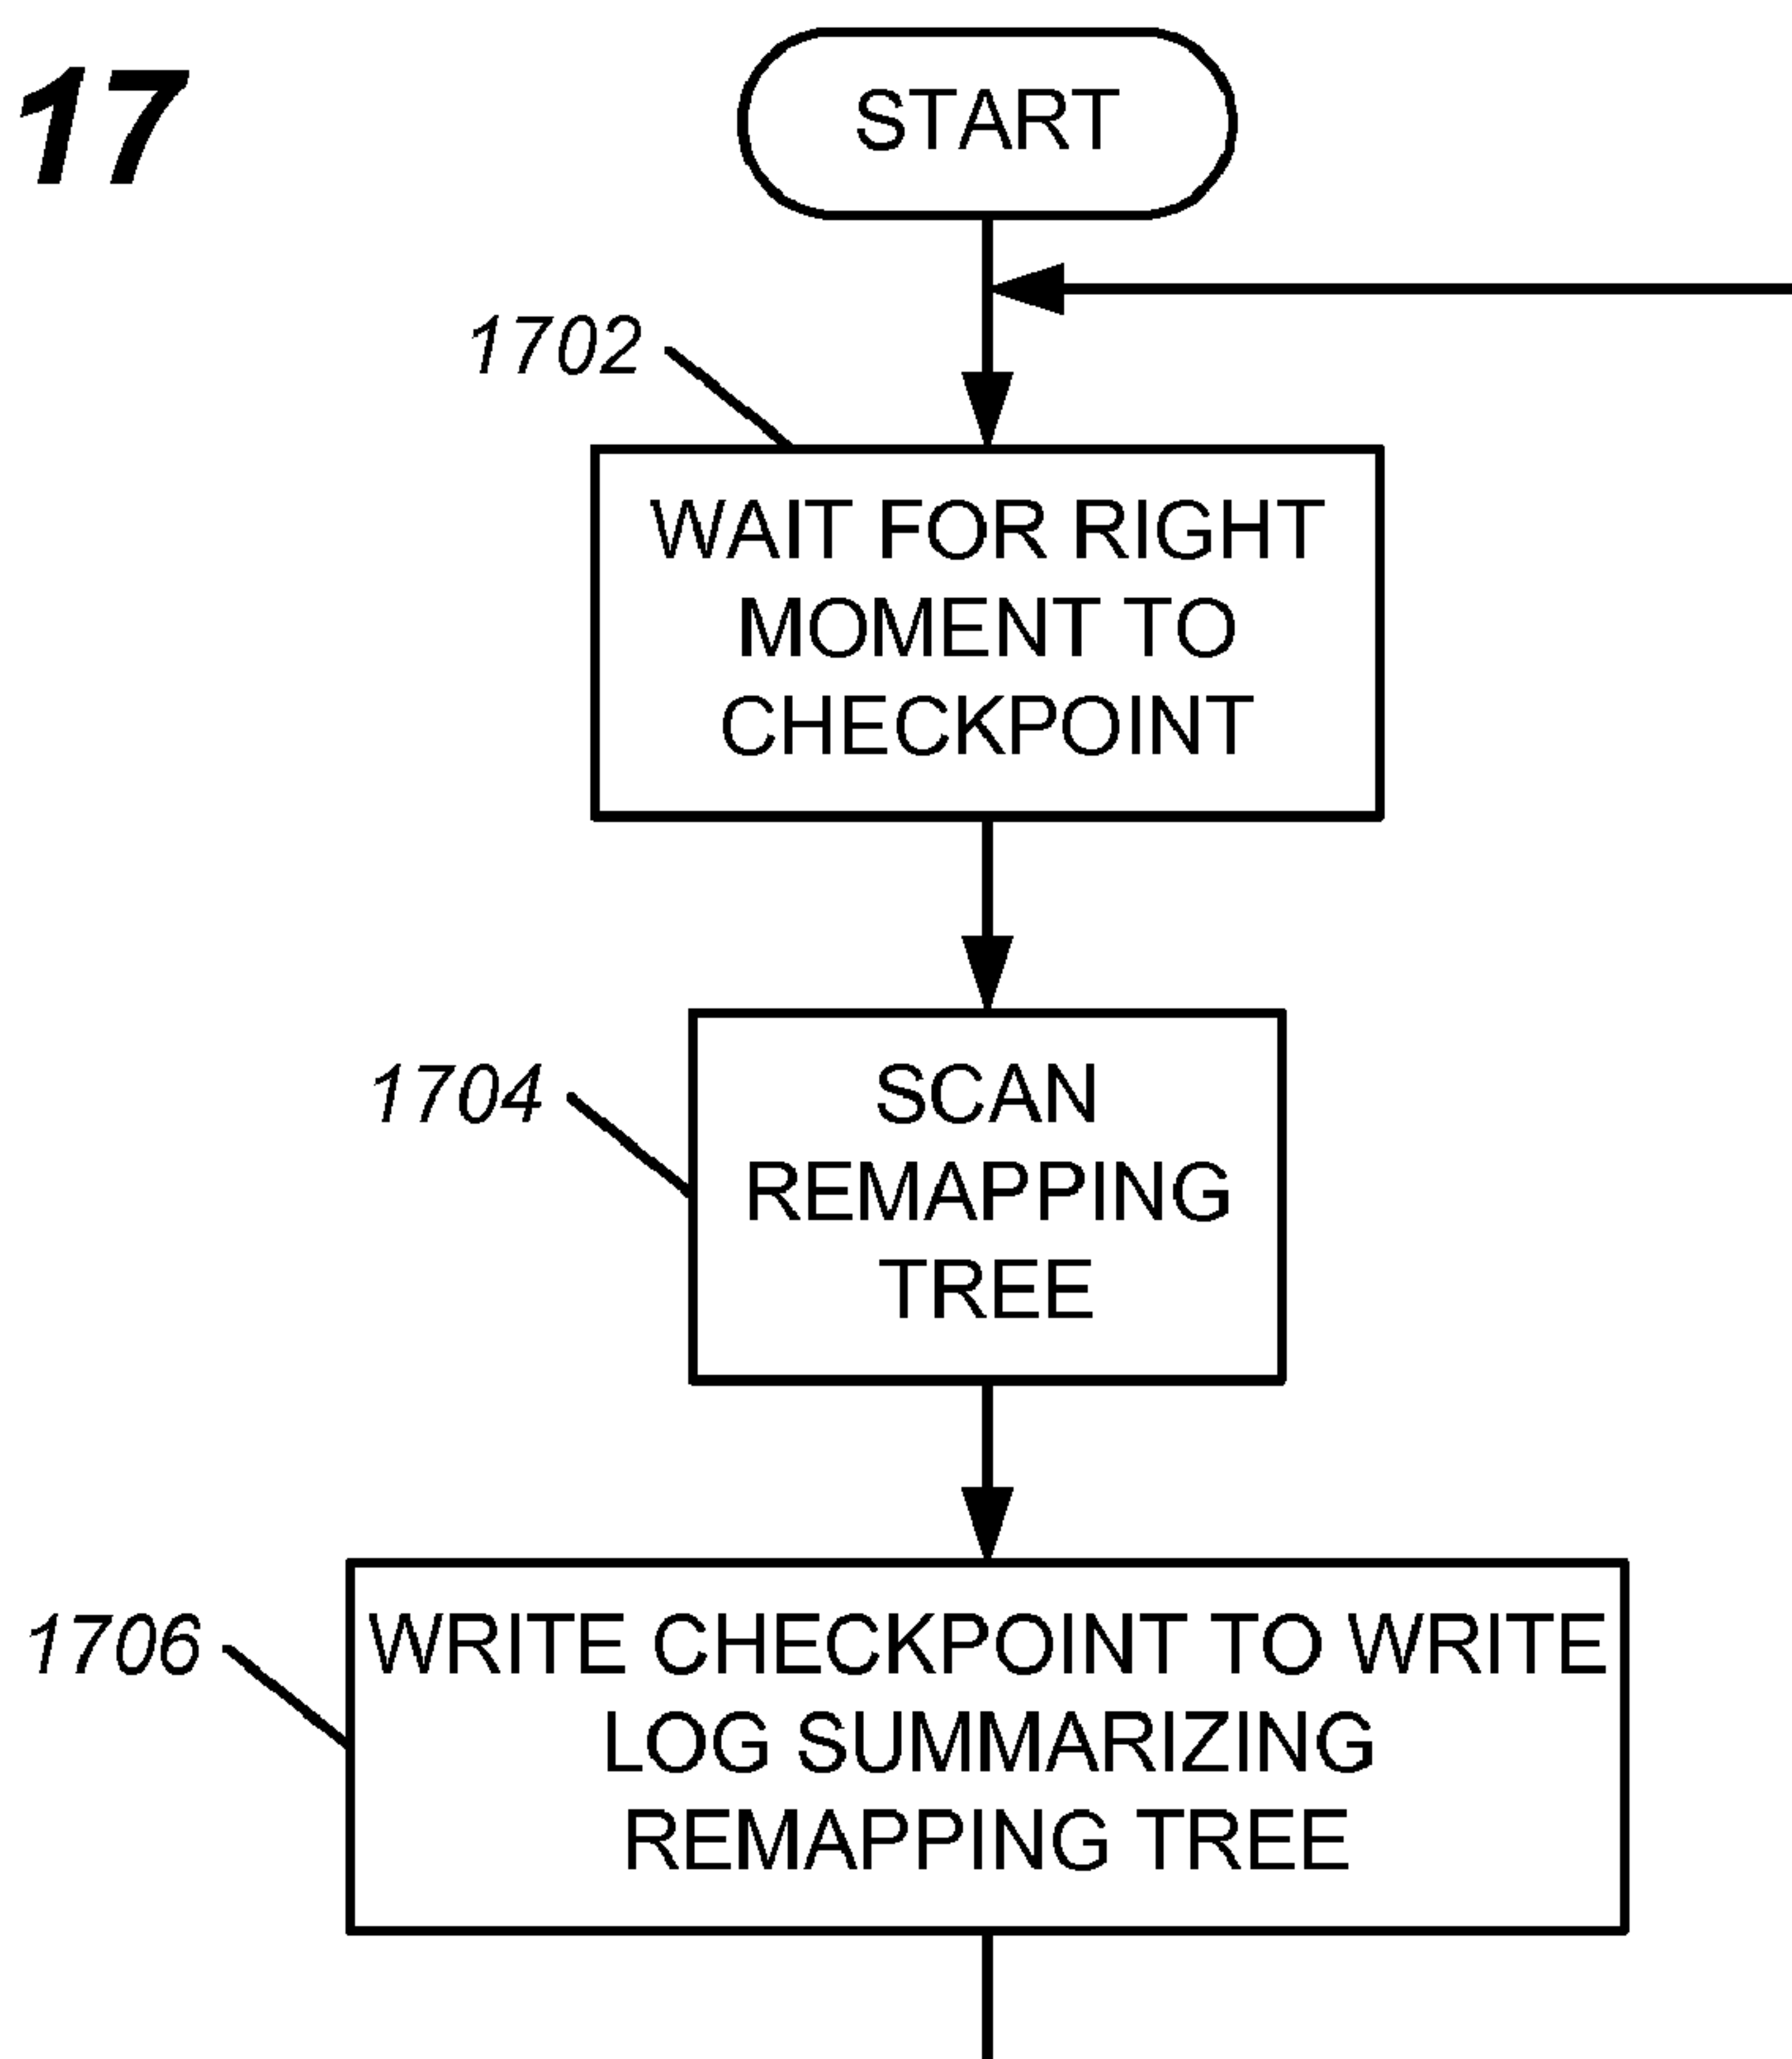 17
START
1702
WAIT FOR RIGHT
MOMENT TO
CHECKPOINT
1704
SCAN
REMAPPING
TREE
1706
WRITE CHECKPOINT TO WRITE
LOG SUMMARIZING
REMAPPING TREE